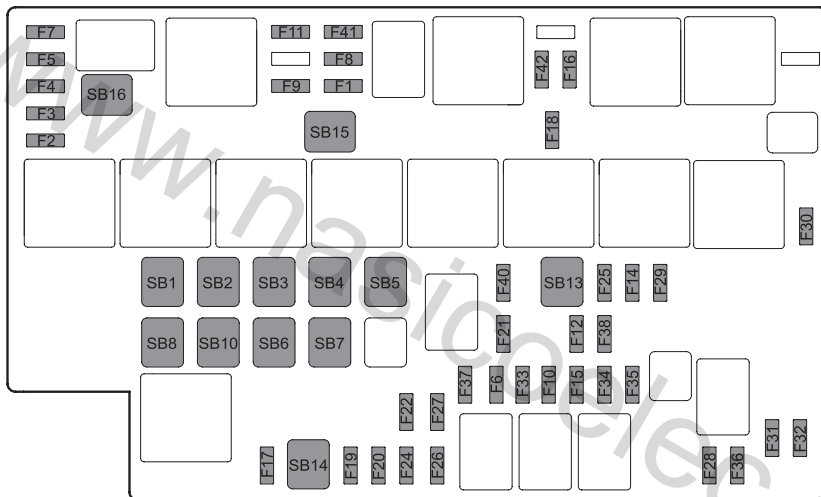 F7 F11 F41
F5 F8 F42 F16
F4 SB16 F9 F1
F3 SB15 F18
F2
F30
SB1 SB2 SB3 SB4 SB5 F40 SB13 F25 F14 F29
SB8 SB10 SB6 SB7 F21 F12 F38
F37 F6 F33 F10 F15 F34 F35
F22 F27
F31 F32
F17 SB14 F19 F20 F24 F26 F28 F36
www.nasicoelec